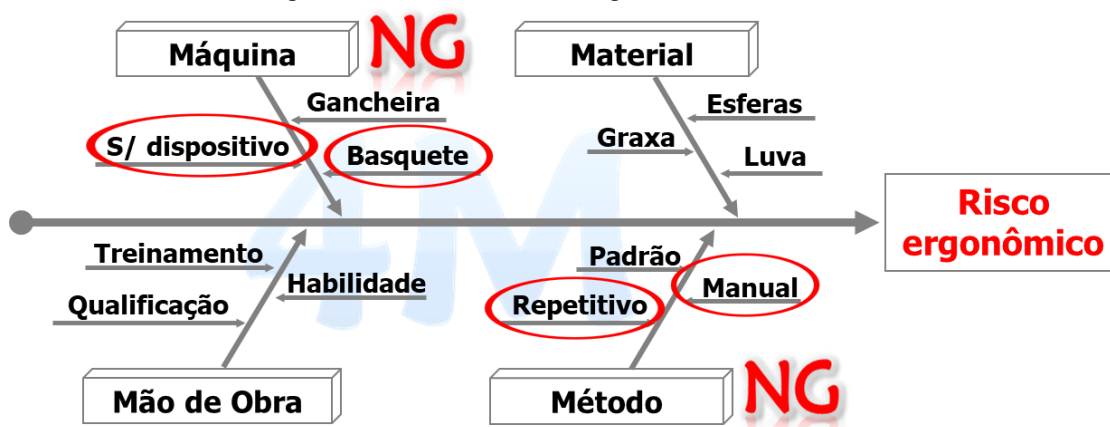 Máquina
NG
Material
Gancheira
Esferas
S/ dispositivo
Basquete
Graxa
Luva
4M
Risco
ergonômico
Treinamento
Habilidade
Qualificação
Padrão
Manual
Repetitivo
Mão de Obra
Método
NG